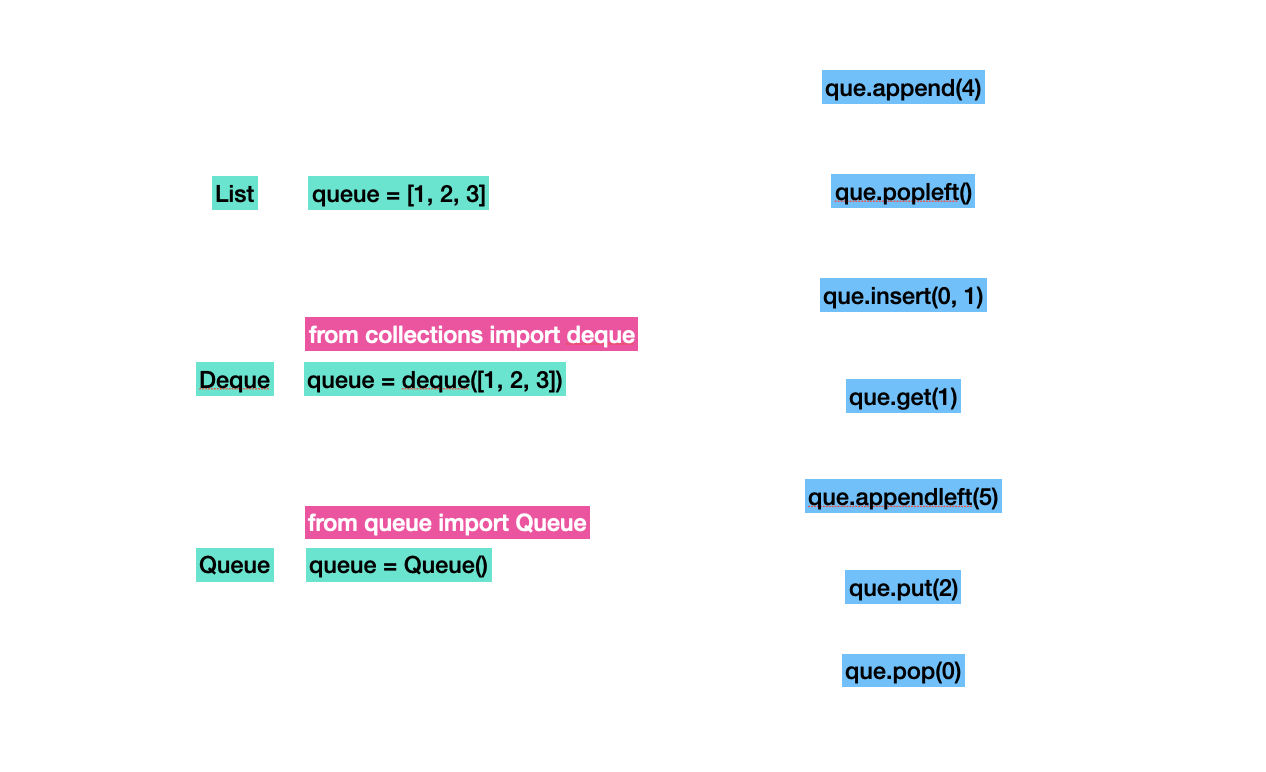 que.append(4)
List queue = [1, 2, 3]
que.popleft()
que.insert(0, 1)
from collections import deque
Deque queue = deque([1, 2, 3])
que.get(1)
que.appendleft(5)
from queue import Queue
Queue queue = Queue()
que.put(2)
que.pop(0)